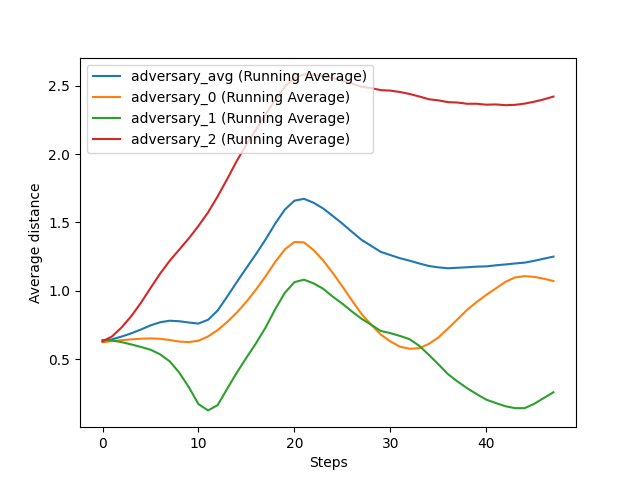 adversary_avg (Running Average)
adversary_0 (Running Average)
adversary_1 (Running Average)
adversary_2 (Running Average)
2.5
2.0
1.5
1.0
0.5
Average distance
0 10 20 30 40
Steps